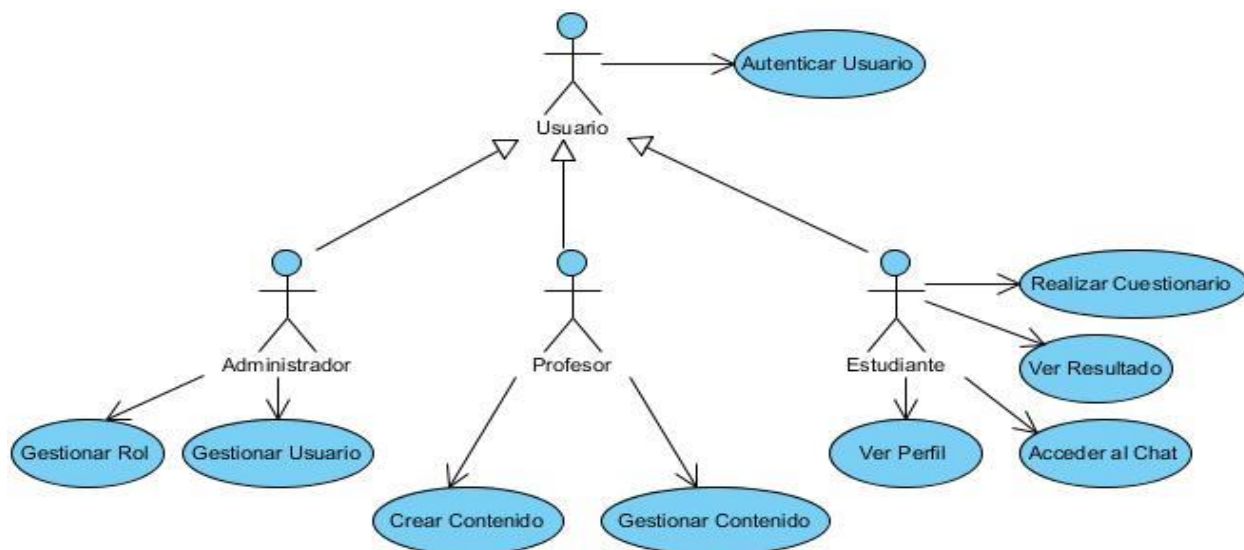 Autenticar Usuario
Usuario
Realizar Cuestionario
Administrador
Profesor
Estudiante
Ver Resultado
Gestionar Rol
Gestionar Usuario
Ver Perfil
Acceder al Chat
Crear Contenido
Gestionar Contenido